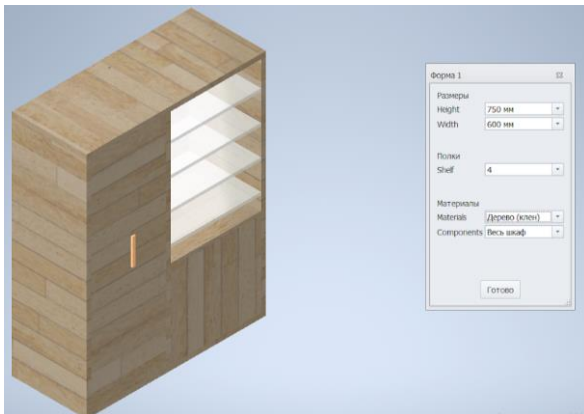 Форма 1
Размеры
Height 750 мм
Width 600 мм
Полки
Shelf 4
Материалы
Materials Дерево (клен)
Components Весь шкаф
Готово